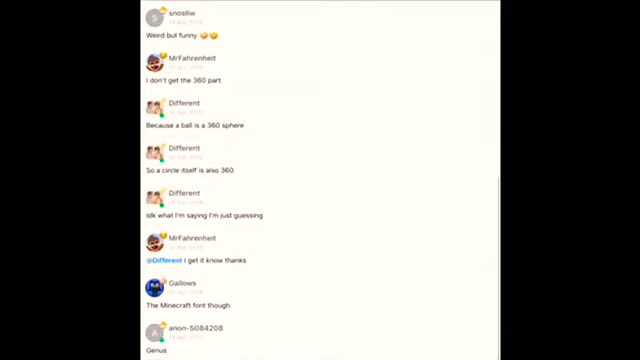 snosliw
Weird but funny
MrFahrenheit
I don't get the 360 part
Different
Because a ball is a 360 sphere
Different
So a circle itself is also 360
Different
Idk what I'm saying I'm just guessing
MrFahrenheit
@Different I get it know thanks
Gallows
The Minecraft font though
anon-5084208
Genus